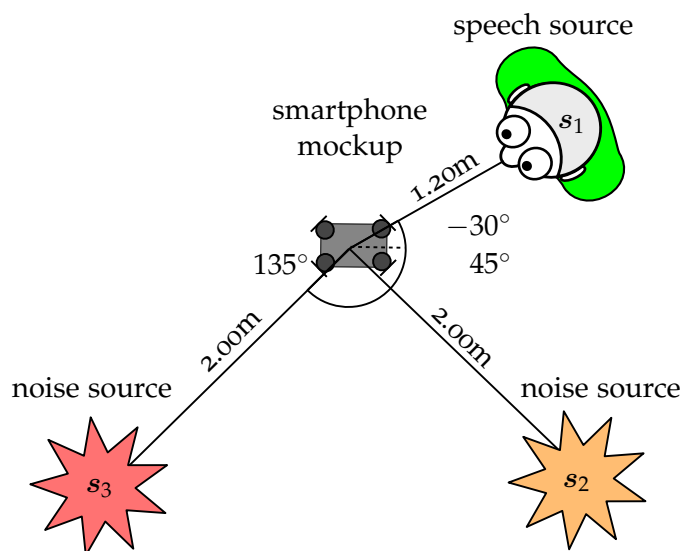 speech source
s₁
smartphone
mockup
1.20m
−30°
135°
45°
2.00m
2.00m
noise source
noise source
s₃
s₂